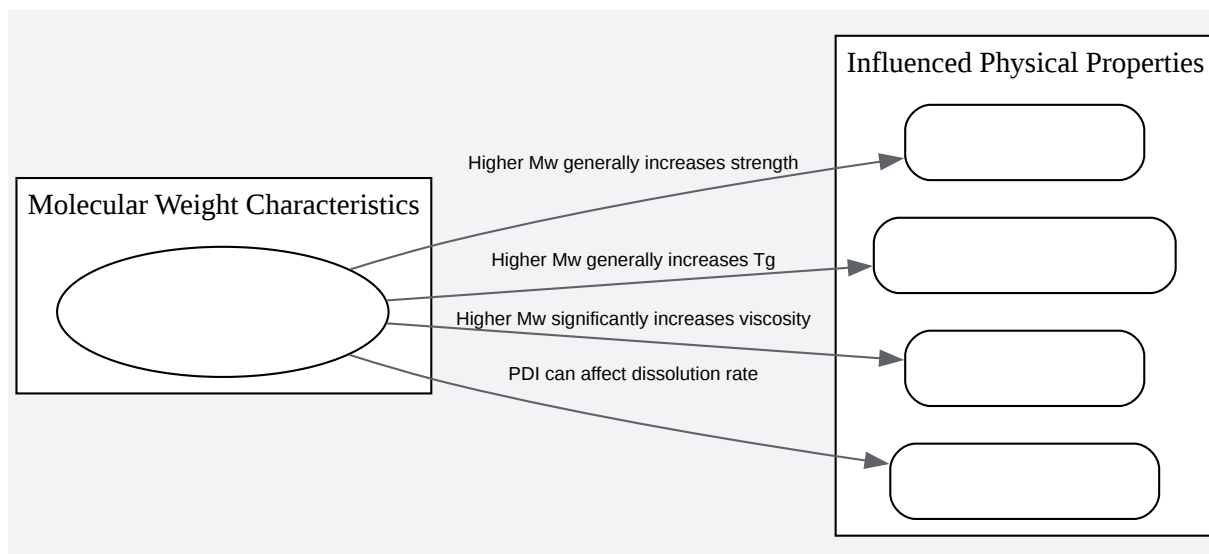 Influenced Physical Properties
Higher Mw generally increases strength
Molecular Weight Characteristics
Higher Mw generally increases Tg
Higher Mw significantly increases viscosity
PDI can affect dissolution rate